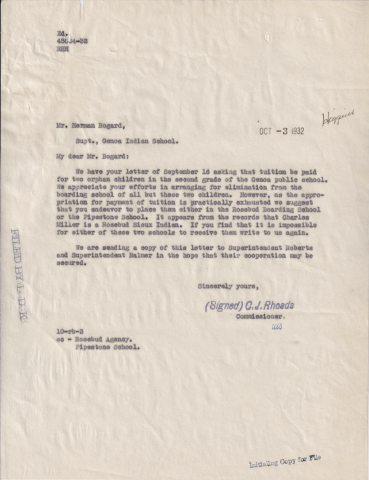 Ed.
OCT -3 1932
Mr. Herman Bogard,
Supt., Genoa Indian School.
My dear Mr. Bogard:
We have your letter of September 16 asking that tuition be paid
for two orphan children in the second grade of the Genoa public school.
We appreciate your efforts in arranging for elimination from the
boarding school of all but these two children. However, as the appro-
priation for payment of tuition is practically exhausted we suggest
that you endeavor to place them either in the Rosebud Boarding School
or the Pipestone School. It appears from the records that Charles
Miller is a Rosebud Sioux Indian. If you find that it is impossible
for either of these two schools to receive them write to us again.
We are sending a copy of this letter to Superintendent Roberts
and Superintendent Balmer in the hope that their cooperation may be
secured.
Sincerely yours,
(Signed) C. J. Rhoads
Commissioner.
10-rh-3
cc - Rosebud Agency.
Pipestone School.
FILED BY
Initialing Copy for File